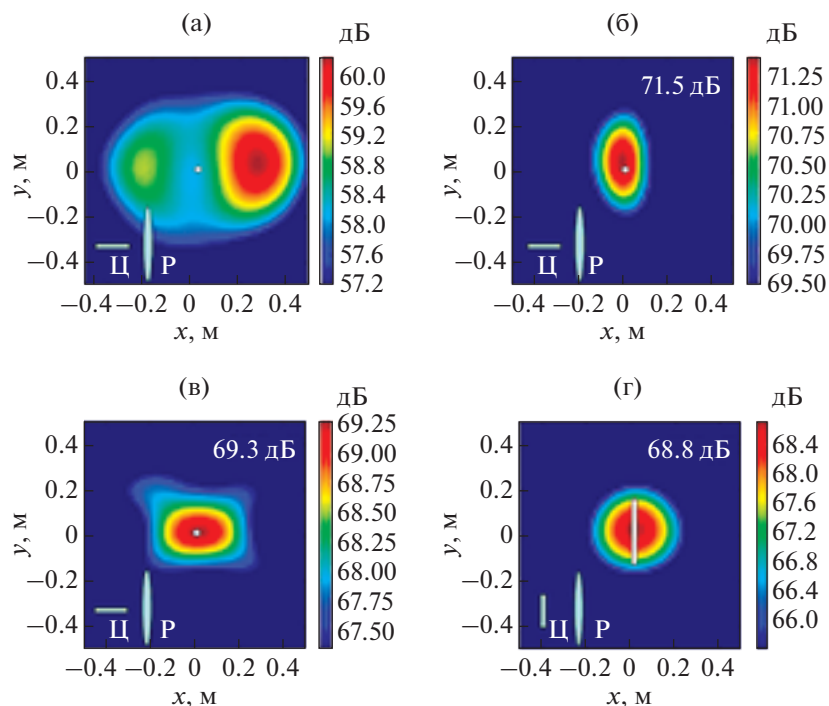 (а)
дБ
60.0
59.6
59.2
58.8
58.4
58.0
57.6
57.2
0.4
0.2
0
−0.2
−0.4
y, м
Ц Р
−0.4 −0.2 0 0.2 0.4
x, м
(б)
дБ
71.5 дБ
71.25
71.00
70.75
70.50
70.25
70.00
69.75
69.50
0.4
0.2
0
−0.2
−0.4
y, м
Ц Р
−0.4 −0.2 0 0.2 0.4
x, м
(в)
дБ
69.3 дБ
69.25
69.00
68.75
68.50
68.25
68.00
67.75
67.50
0.4
0.2
0
−0.2
−0.4
y, м
Ц Р
−0.4 −0.2 0 0.2 0.4
x, м
(г)
дБ
68.8 дБ
68.4
68.0
67.6
67.2
66.8
66.4
66.0
0.4
0.2
0
−0.2
−0.4
y, м
Ц Р
−0.4 −0.2 0 0.2 0.4
x, м